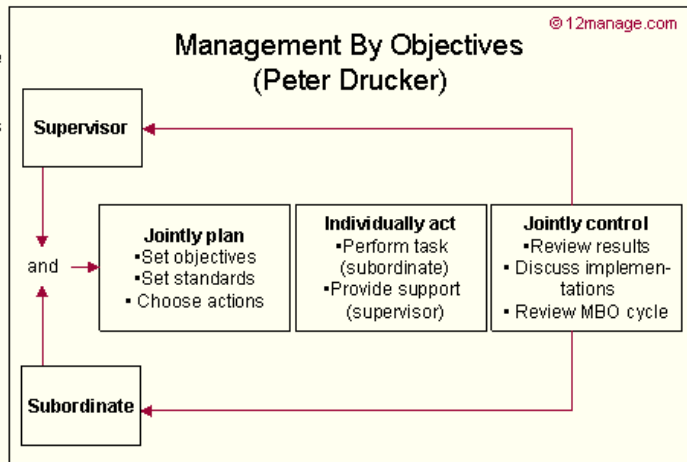 © 12manage.com
Management By Objectives
(Peter Drucker)
Supervisor
and
Jointly plan
▪Set objectives
▪Set standards
▪ Choose actions
Individually act
▪Perform task
(subordinate)
▪Provide support
(supervisor)
Jointly control
▪Review results
▪ Discuss implemen-
tations
▪ Review MBO cycle
Subordinate